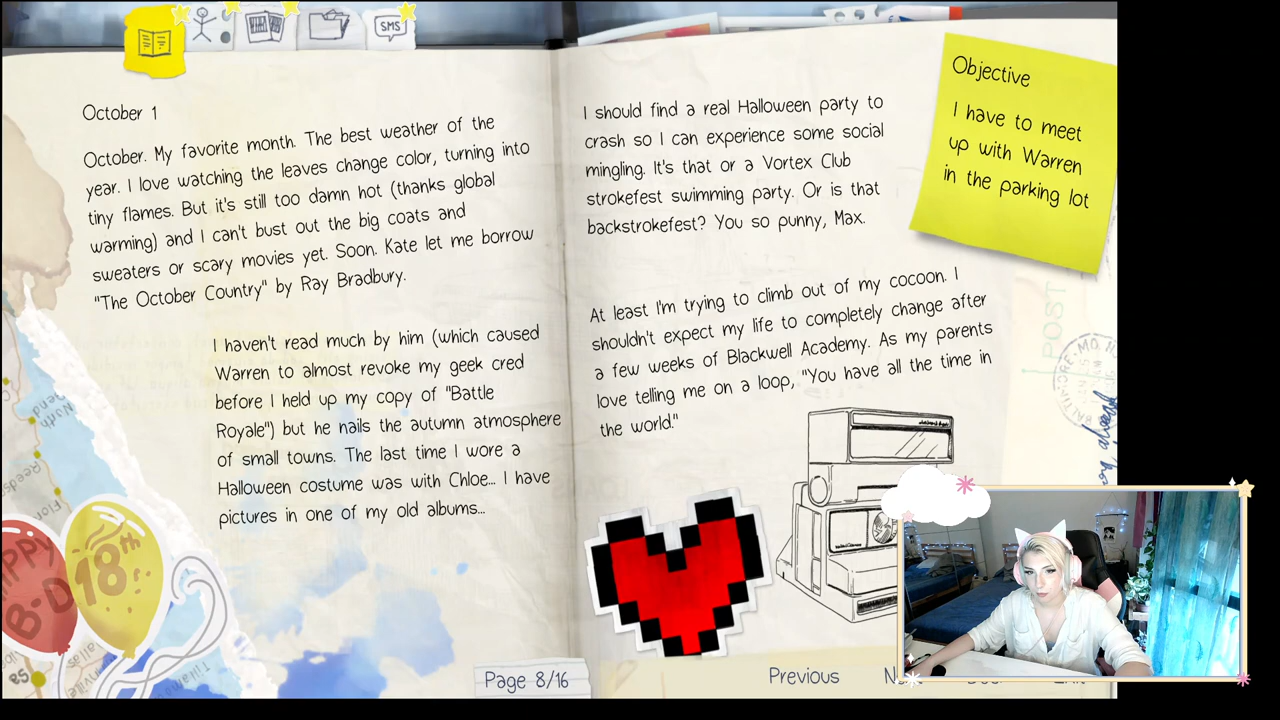 SMS
October 1
October. My favorite month. The best weather of the
year. I love watching the leaves change color, turning into
tiny flames. But it's still too damn hot (thanks global
warming) and I can't bust out the big coats and
sweaters or scary movies yet. Soon. Kate let me borrow
"The October Country" by Ray Bradbury.
I haven't read much by him (which caused
Warren to almost revoke my geek cred
before I held up my copy of "Battle
Royale") but he nails the autumn atmosphere
of small towns. The last time I wore a
Halloween costume was with Chloe... I have
pictures in one of my old albums...
18th
I should find a real Halloween party to
crash so I can experience some social
mingling. It's that or a Vortex Club
strokefest swimming party. Or is that
backstrokefest? You so punny, Max.
At least I'm trying to climb out of my cocoon. I
shouldn't expect my life to completely change after
a few weeks of Blackwell Academy. As my parents
love telling me on a loop, "You have all the time in
the world."
Objective
I have to meet
up with Warren
in the parking lot
POST
Page 8/16
Previous